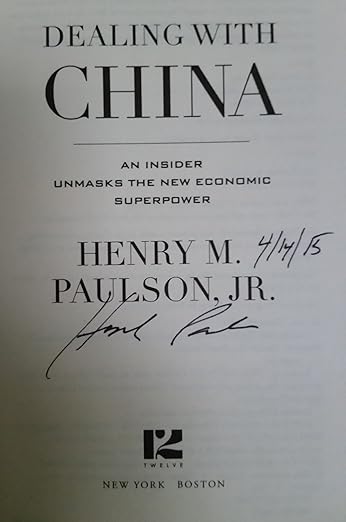 DEALING WITH
CHINA
AN INSIDER
UNMASKS THE NEW ECONOMIC
SUPERPOWER
HENRY M. 4/14/15
PAULSON, JR.
12
TWELVE
NEW YORK BOSTON